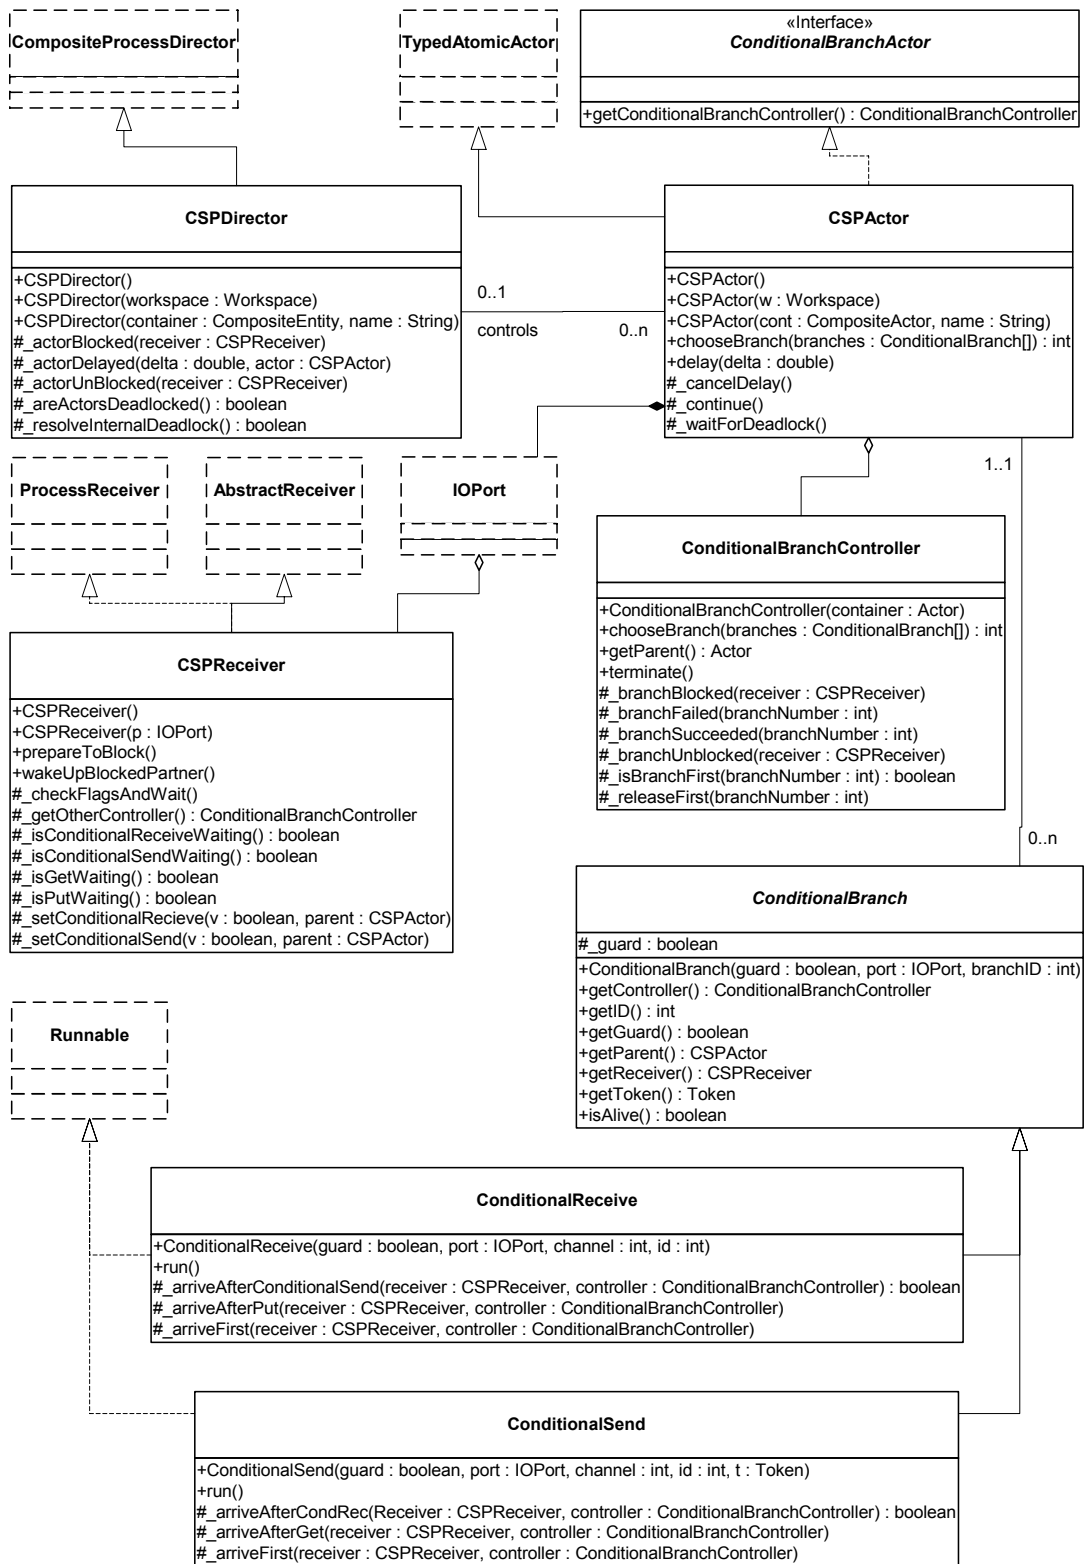 CompositeProcessDirector
TypedAtomicActor
«Interface»
ConditionalBranchActor
+getConditionalBranchController() : ConditionalBranchController
CSPDirector
+CSPDirector()
+CSPDirector(workspace : Workspace)
+CSPDirector(container : CompositeEntity, name : String)
#_actorBlocked(receiver : CSPReceiver)
#_actorDelayed(delta : double, actor : CSPActor)
#_actorUnBlocked(receiver : CSPReceiver)
#_areActorsDeadlocked() : boolean
#_resolveInternalDeadlock() : boolean
0..1
controls
0..n
CSPActor
+CSPActor()
+CSPActor(w : Workspace)
+CSPActor(cont : CompositeActor, name : String)
+chooseBranch(branches : ConditionalBranch[]) : int
+delay(delta : double)
#_cancelDelay()
#_continue()
#_waitForDeadlock()
1..1
ProcessReceiver
AbstractReceiver
IOPort
ConditionalBranchController
+ConditionalBranchController(container : Actor)
+chooseBranch(branches : ConditionalBranch[]) : int
+getParent() : Actor
+terminate()
#_branchBlocked(receiver : CSPReceiver)
#_branchFailed(branchNumber : int)
#_branchSucceeded(branchNumber : int)
#_branchUnblocked(receiver : CSPReceiver)
#_isBranchFirst(branchNumber : int) : boolean
#_releaseFirst(branchNumber : int)
CSPReceiver
+CSPReceiver()
+CSPReceiver(p : IOPort)
+prepareToBlock()
+wakeUpBlockedPartner()
#_checkFlagsAndWait()
#_getOtherController() : ConditionalBranchController
#_isConditionalReceiveWaiting() : boolean
#_isConditionalSendWaiting() : boolean
#_isGetWaiting() : boolean
#_isPutWaiting() : boolean
#_setConditionalRecieve(v : boolean, parent : CSPActor)
#_setConditionalSend(v : boolean, parent : CSPActor)
0..n
ConditionalBranch
#_guard : boolean
+ConditionalBranch(guard : boolean, port : IOPort, branchID : int)
+getController() : ConditionalBranchController
+getID() : int
+getGuard() : boolean
+getParent() : CSPActor
+getReceiver() : CSPReceiver
+getToken() : Token
+isAlive() : boolean
Runnable
ConditionalReceive
+ConditionalReceive(guard : boolean, port : IOPort, channel : int, id : int)
+run()
#_arriveAfterConditionalSend(receiver : CSPReceiver, controller : ConditionalBranchController) : boolean
#_arriveAfterPut(receiver : CSPReceiver, controller : ConditionalBranchController)
#_arriveFirst(receiver : CSPReceiver, controller : ConditionalBranchController)
ConditionalSend
+ConditionalSend(guard : boolean, port : IOPort, channel : int, id : int, t : Token)
+run()
#_arriveAfterCondRec(Receiver : CSPReceiver, controller : ConditionalBranchController) : boolean
#_arriveAfterGet(receiver : CSPReceiver, controller : ConditionalBranchController)
#_arriveFirst(receiver : CSPReceiver, controller : ConditionalBranchController)